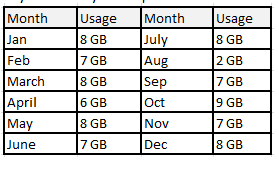 Month Usage Month Usage
Jan 8 GB July 8 GB
Feb 7 GB Aug 2 GB
March 8 GB Sep 7 GB
April 6 GB Oct 9 GB
May 8 GB Nov 7 GB
June 7 GB Dec 8 GB